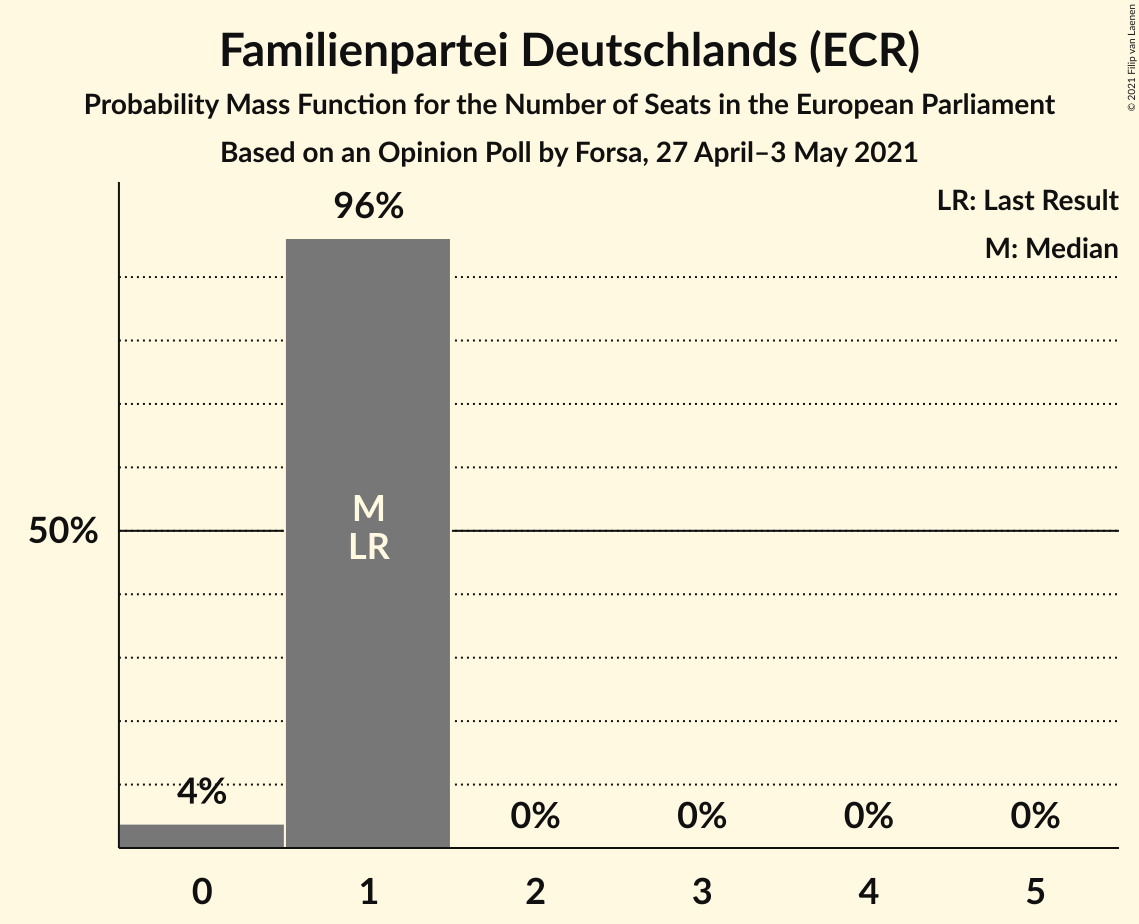 Familienpartei Deutschlands (ECR)
Probability Mass Function for the Number of Seats in the European Parliament
Based on an Opinion Poll by Forsa, 27 April–3 May 2021
© 2021 Filip van Laenen
LR: Last Result
M: Median
96%
50%
M
LR
4%
0%
0%
0%
0%
0
1
2
3
4
5